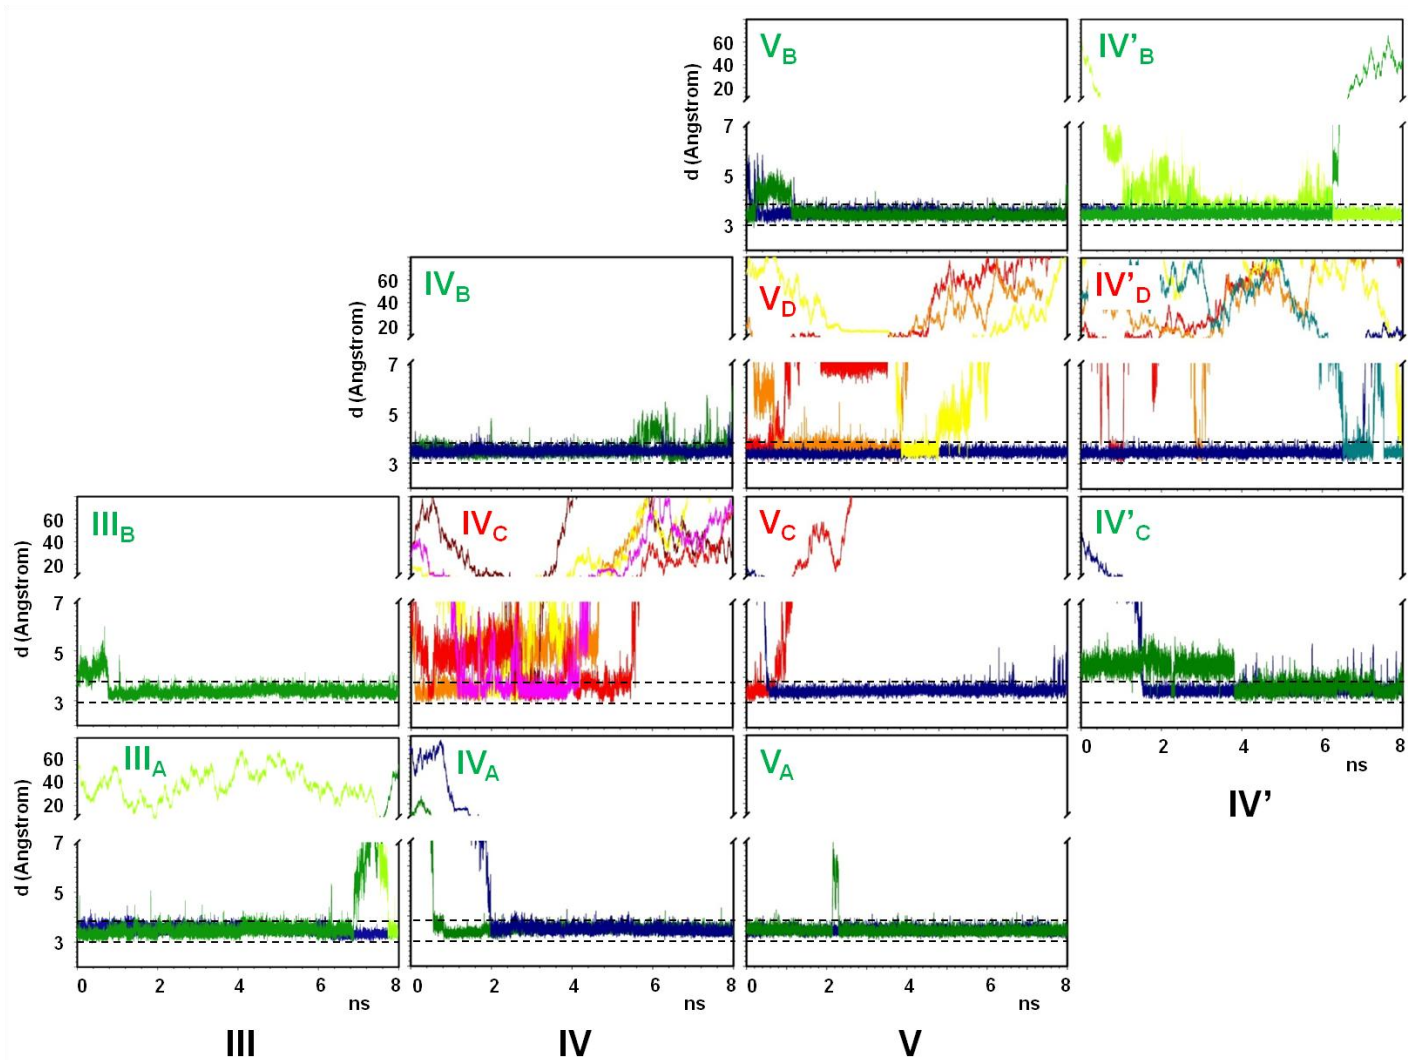 V_B
IV’_B
60
40
20
7
5
3
d (Angstrom)
IV_B
V_D
IV’_D
60
40
20
7
5
3
d (Angstrom)
III_B
IV_C
V_C
IV’_C
60
40
20
7
5
3
d (Angstrom)
0 2 4 6 8
ns
IV’
III_A
IV_A
V_A
60
40
20
7
5
3
d (Angstrom)
0 2 4 6 8 0 2 4 6 8 0 2 4 6 8
ns ns ns
III IV V